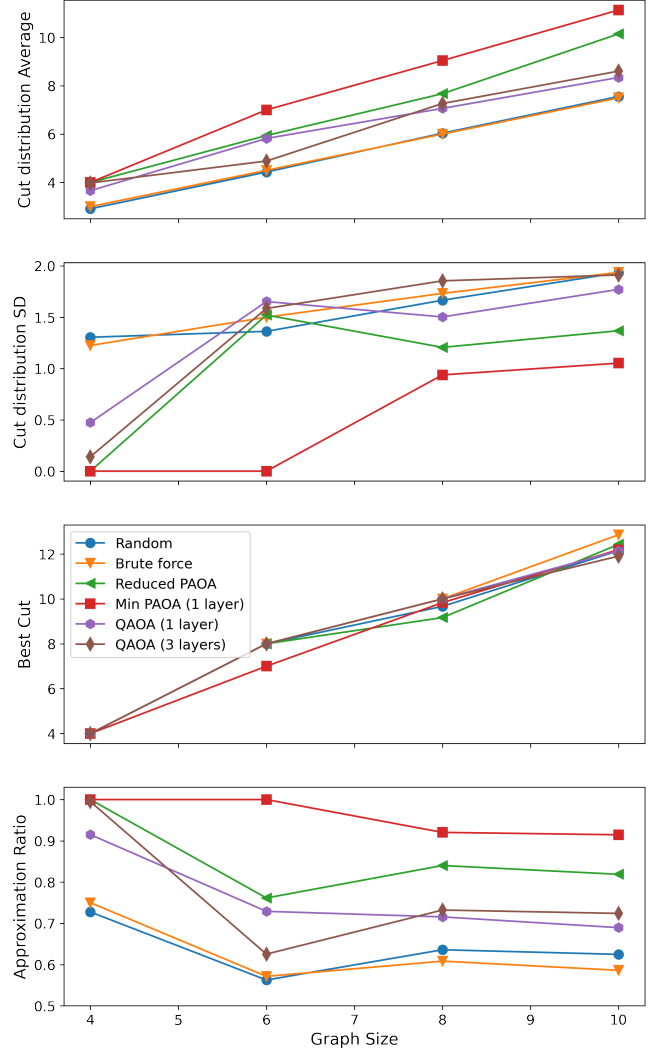 Cut distribution Average
10
8
6
4
Cut distribution SD
2.0
1.5
1.0
0.5
0.0
Best Cut
12
10
8
6
4
Random
Brute force
Reduced PAOA
Min PAOA (1 layer)
QAOA (1 layer)
QAOA (3 layers)
Approximation Ratio
1.0
0.9
0.8
0.7
0.6
0.5
4 5 6 7 8 9 10
Graph Size